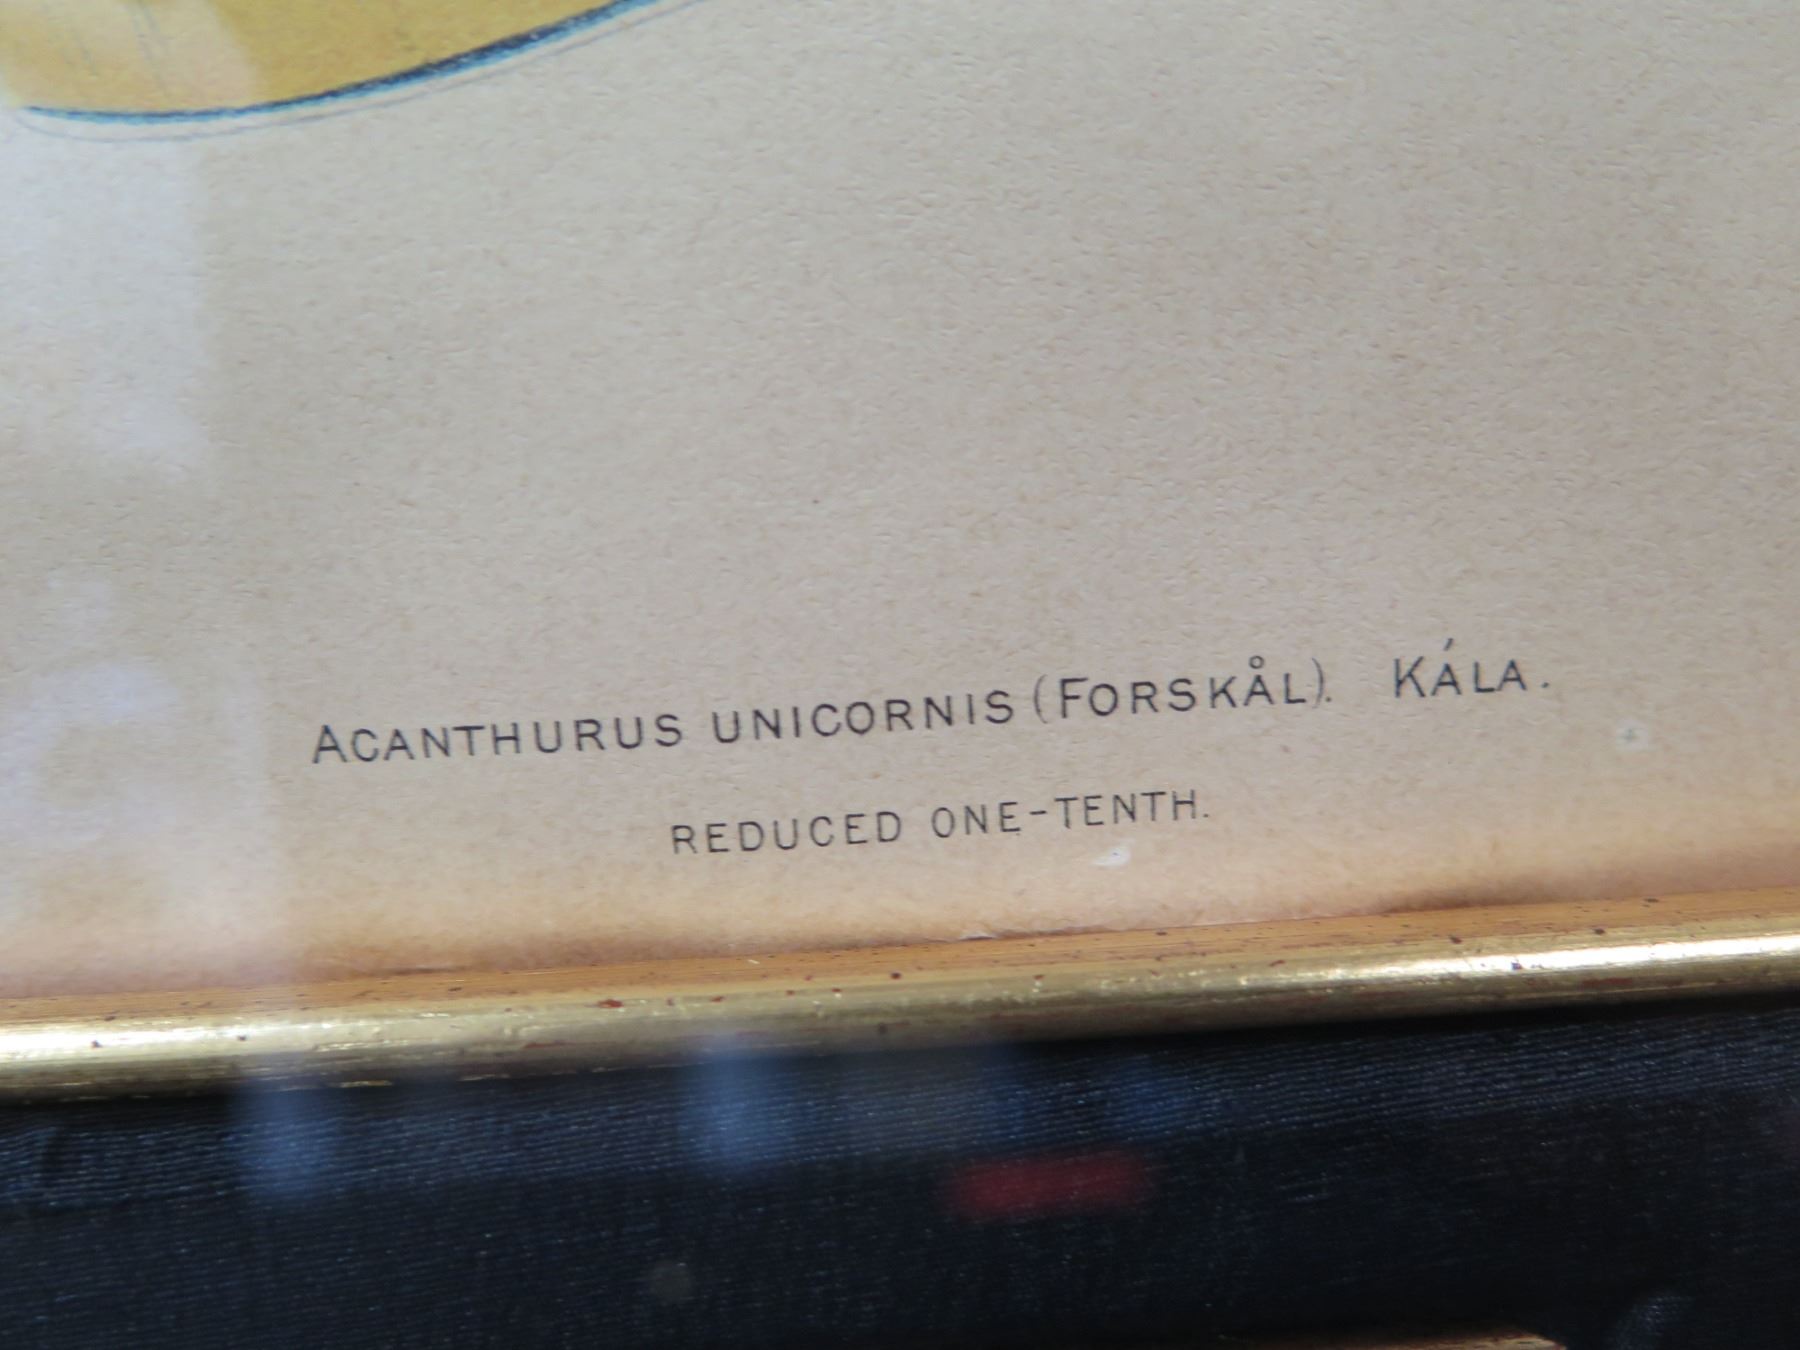 ACANTHURUS UNICORNIS (FORSKÅL). KÁLA.
REDUCED ONE-TENTH.